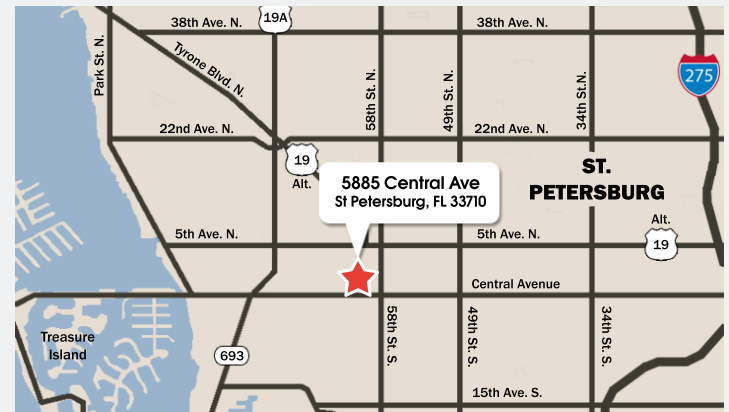 38th Ave. N.
19A
38th Ave. N.
Park St. N.
Tyrone Blvd. N.
58th St. N.
49th St. N.
34th St.N.
275
22nd Ave. N.
22nd Ave. N.
19
Alt.
ST.
PETERSBURG
5885 Central Ave
St Petersburg, FL 33710
5th Ave. N.
5th Ave. N.
Alt.
19
Central Avenue
Treasure
Island
693
58th St. S.
49th St. S.
34th St. S.
15th Ave. S.